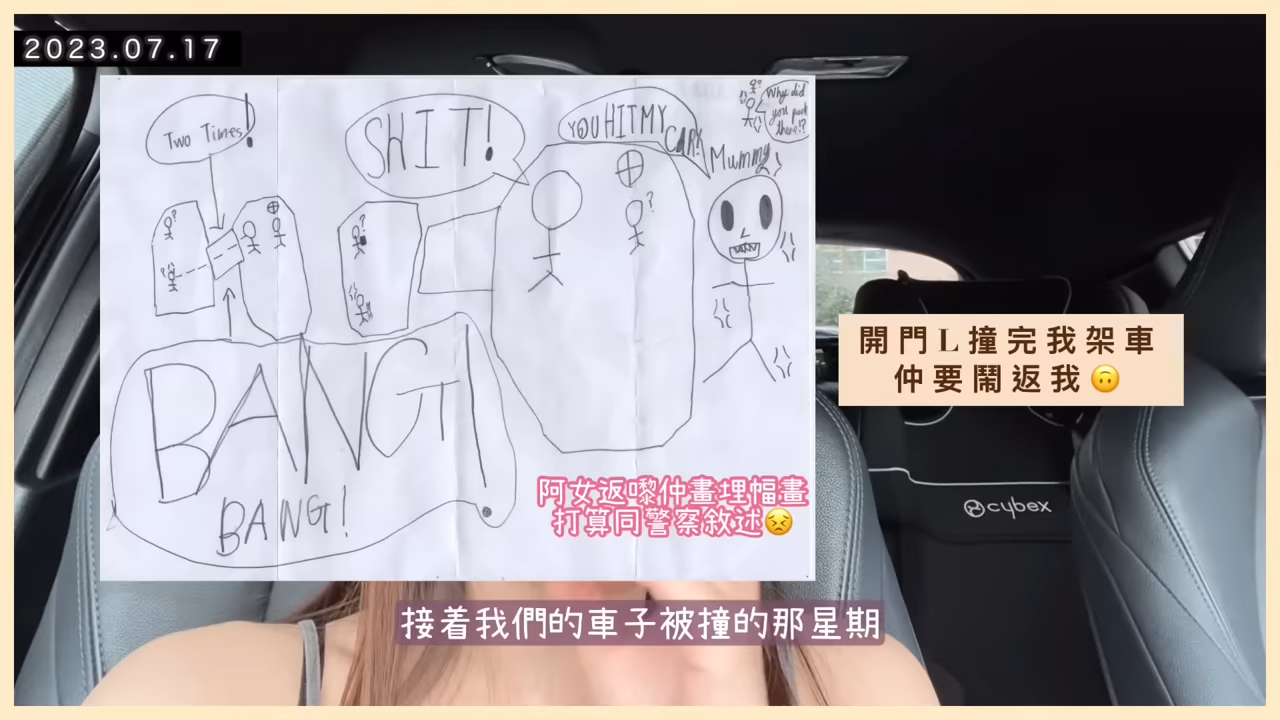 2023.07.17
Two Times!
SHIT!
YOU HIT MY
CAR!
Why did
you park
there!?
Mummy
BANG!
BANG!
開門L撞完我架車
仲要鬧返我🙃
阿女返嚟仲畫埋幅畫
打算同警察敘述😣
cybex
接着我們的車子被撞的那星期